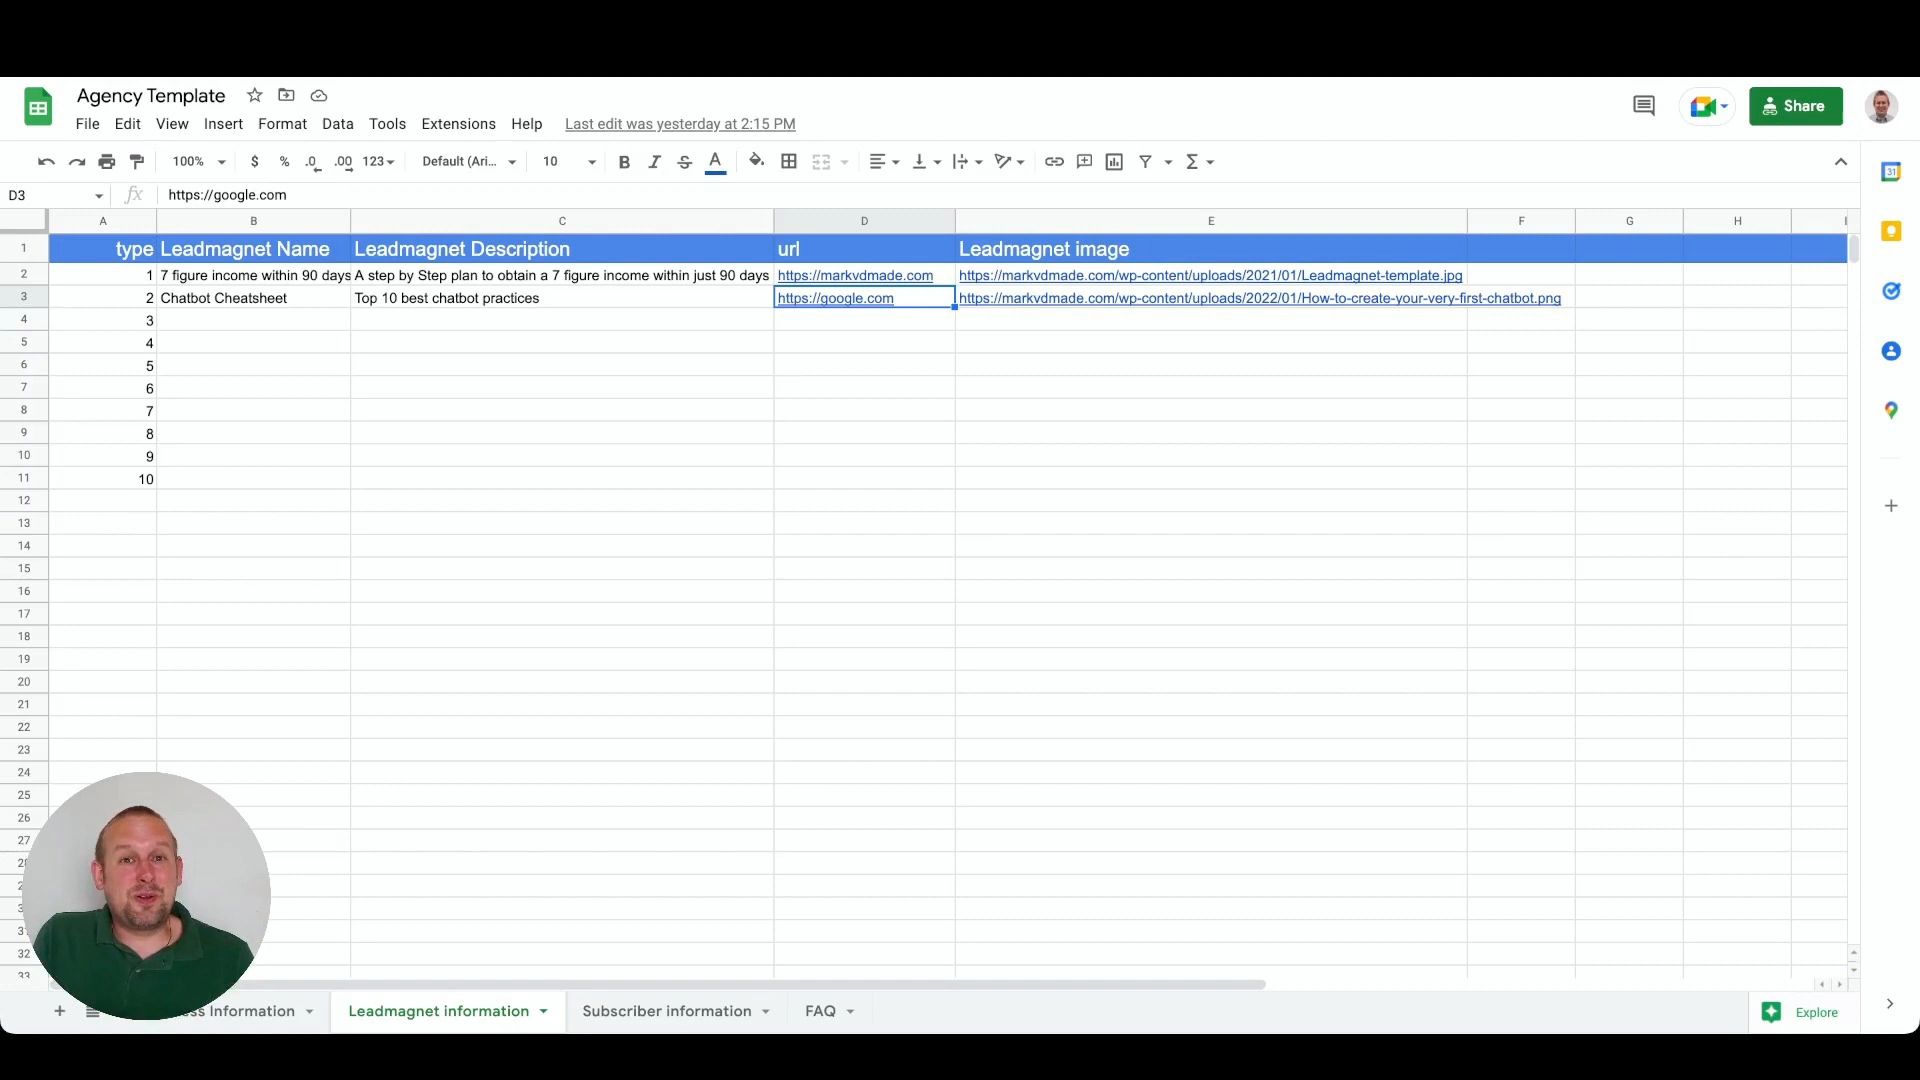 Agency Template
Share
File Edit View Insert Format Data Tools Extensions Help Last edit was yesterday at 2:15 PM
100% $ % .0 .00 123 Default (Ari... 10 B I S A
31
D3 fx https://google.com
A B C D E F G H I
1 type Leadmagnet Name Leadmagnet Description url Leadmagnet image
2 1 7 figure income within 90 days A step by Step plan to obtain a 7 figure income within just 90 days https://markvdmade.com https://markvdmade.com/wp-content/uploads/2021/01/Leadmagnet-template.jpg
3 2 Chatbot Cheatsheet Top 10 best chatbot practices https://google.com https://markvdmade.com/wp-content/uploads/2022/01/How-to-create-your-very-first-chatbot.png
4 3
5 4
6 5
7 6
8 7
9 8
10 9
11 10
12
13
14
15
16
17
18
19
20
21
22
23
24
25
26
27
32
33
ss Information Leadmagnet information Subscriber information FAQ Explore